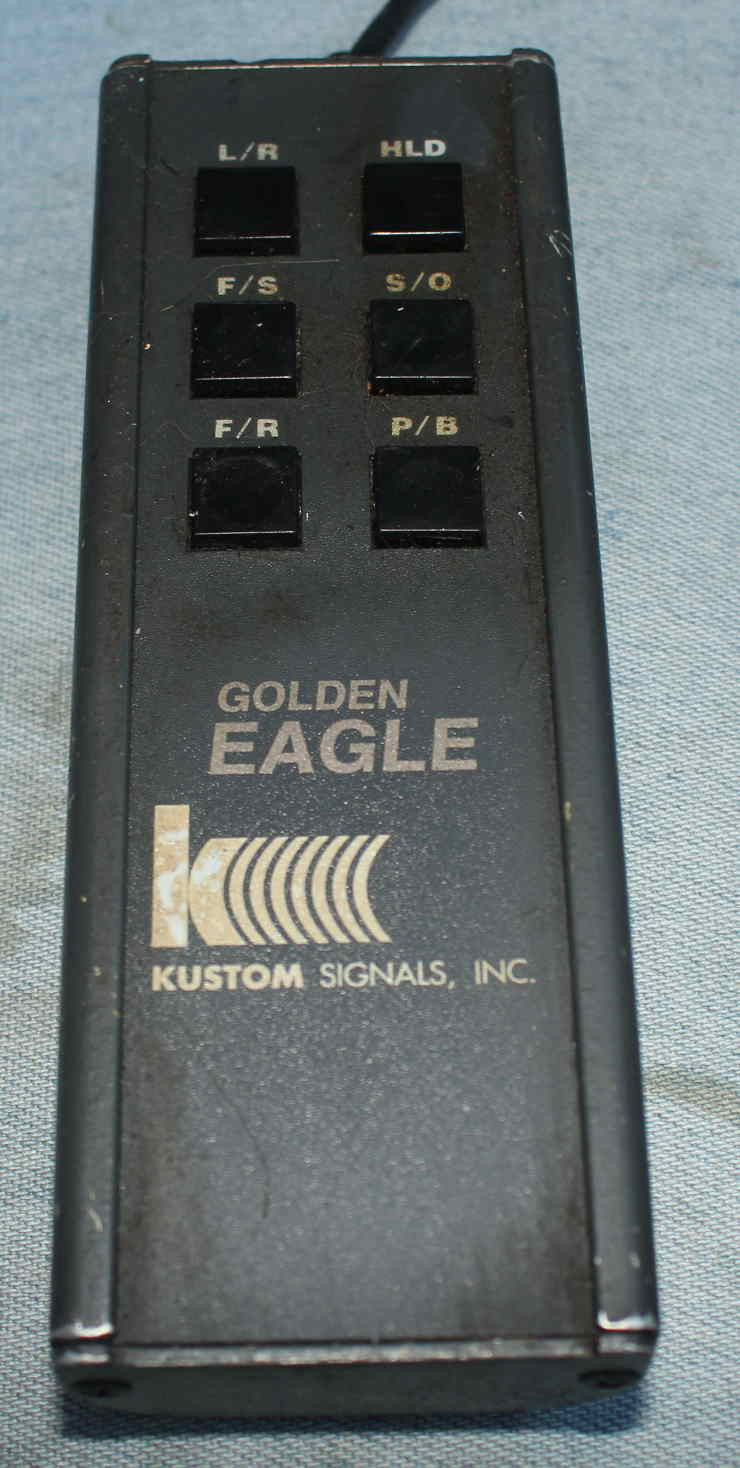 L/R HLD
F/S S/O
F/R P/B
GOLDEN
EAGLE
k
KUSTOM SIGNALS, INC.